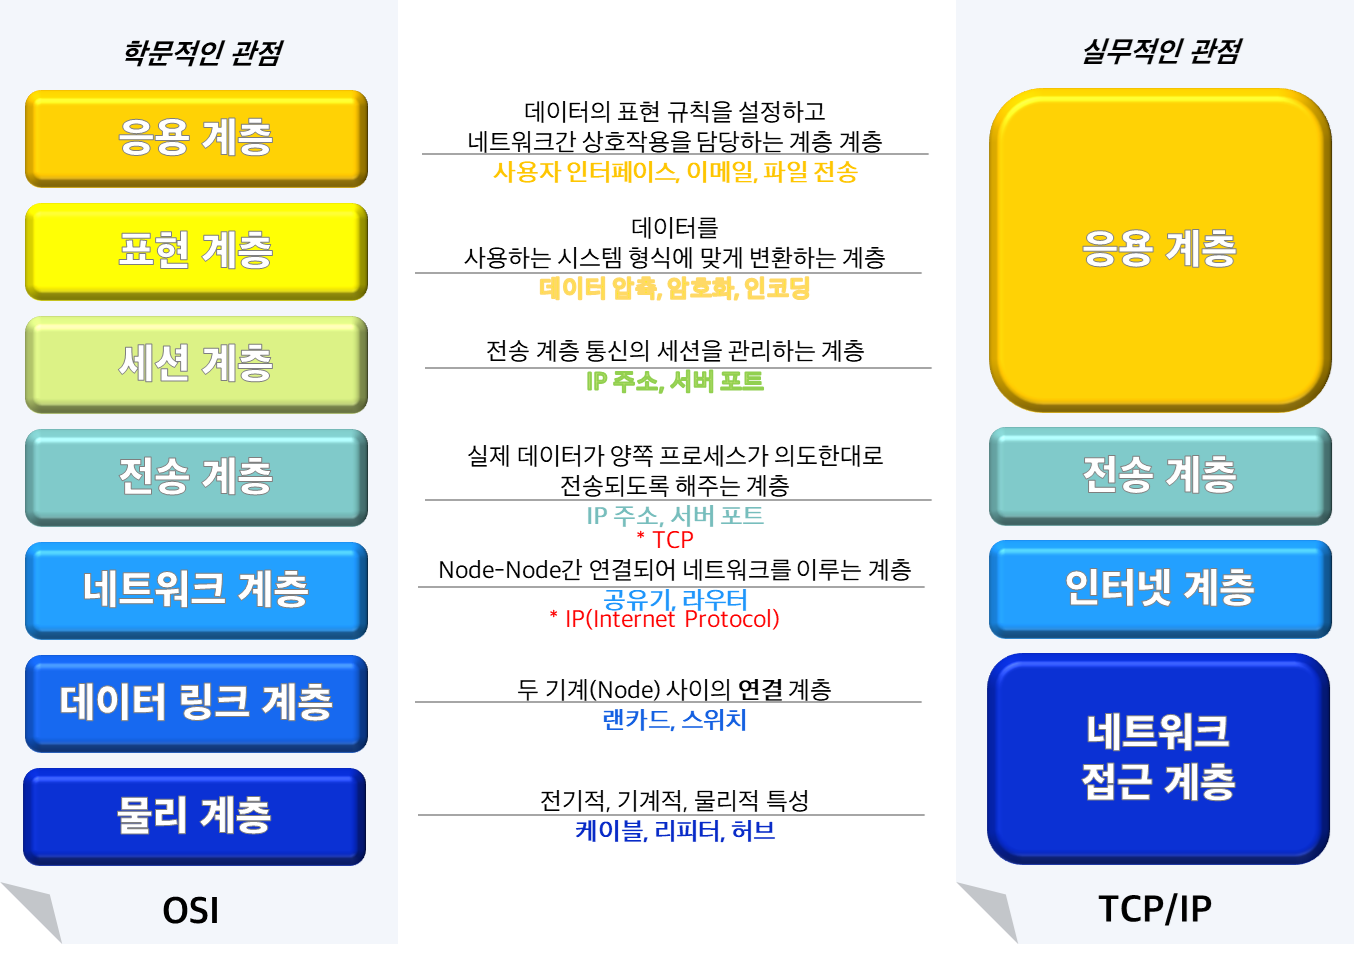 학문적인 관점
응용 계층
표현 계층
세션 계층
전송 계층
네트워크 계층
데이터 링크 계층
물리 계층
OSI
데이터의 표현 규칙을 설정하고
네트워크간 상호작용을 담당하는 계층 계층
사용자 인터페이스, 이메일, 파일 전송
데이터를
사용하는 시스템 형식에 맞게 변환하는 계층
데이터 압축, 암호화, 인코딩
전송 계층 통신의 세션을 관리하는 계층
IP 주소, 서버 포트
실제 데이터가 양쪽 프로세스가 의도한대로
전송되도록 해주는 계층
IP 주소, 서버 포트
* TCP
Node-Node간 연결되어 네트워크를 이루는 계층
공유기, 라우터
* IP(Internet Protocol)
두 기계(Node) 사이의 연결 계층
랜카드, 스위치
전기적, 기계적, 물리적 특성
케이블, 리피터, 허브
실무적인 관점
응용 계층
전송 계층
인터넷 계층
네트워크
접근 계층
TCP/IP